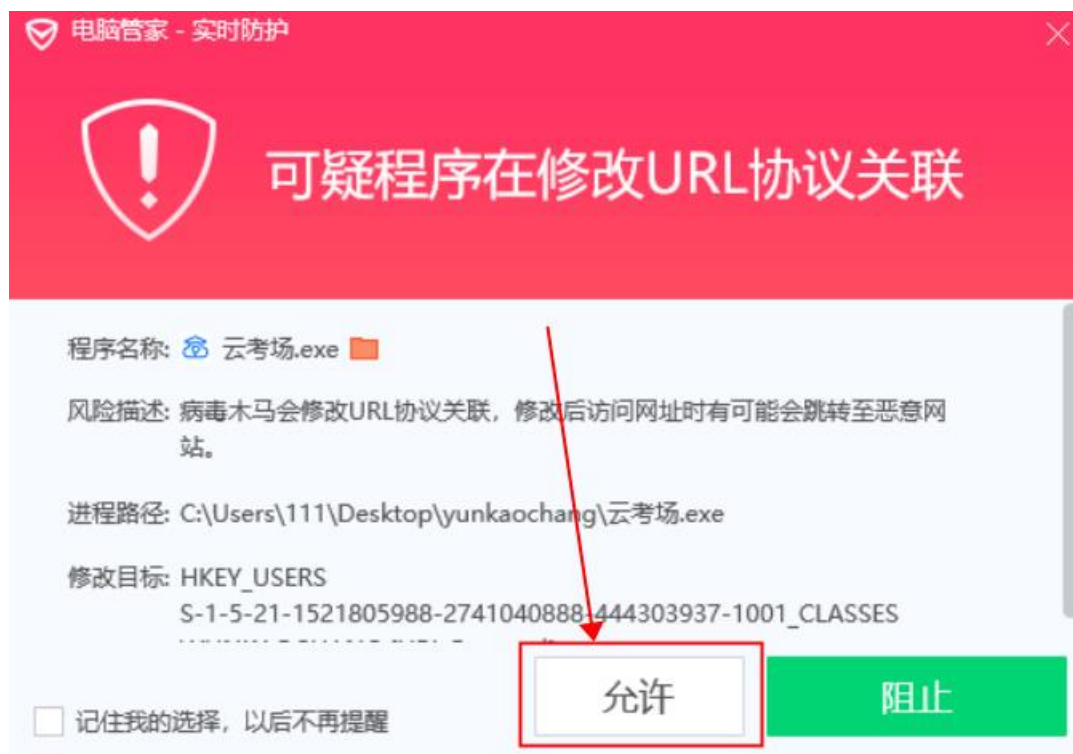 电脑管家 - 实时防护
可疑程序在修改URL协议关联
程序名称: 云考场.exe
风险描述: 病毒木马会修改URL协议关联，修改后访问网址时有可能会跳转至恶意网
站。
进程路径: C:\Users\111\Desktop\yunkaochang\云考场.exe
修改目标: HKEY_USERS
S-1-5-21-1521805988-2741040888-444303937-1001_CLASSES
记住我的选择，以后不再提醒
允许
阻止